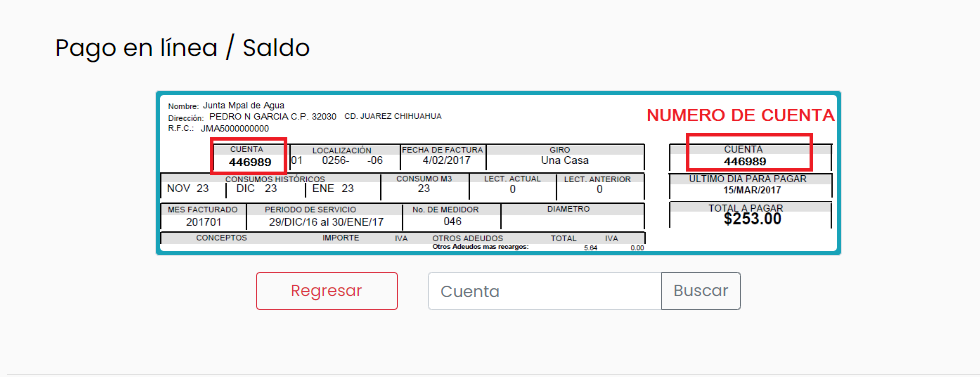 Pago en línea / Saldo
Nombre: Junta Mpal de Agua
Dirección: PEDRO N GARCIA C.P. 32030 CD. JUAREZ CHIHUAHUA
R.F.C.: JMA5000000000
NUMERO DE CUENTA
CUENTA LOCALIZACIÓN FECHA DE FACTURA GIRO CUENTA
446989 01 0256- -06 4/02/2017 Una Casa 446989
CONSUMOS HISTÓRICOS CONSUMO M3 LECT. ACTUAL LECT. ANTERIOR ULTIMO DIA PARA PAGAR
NOV 23 DIC 23 ENE 23 23 0 0 15/MAR/2017
MES FACTURADO PERIODO DE SERVICIO No. DE MEDIDOR DIAMETRO TOTAL A PAGAR
201701 29/DIC/16 al 30/ENE/17 046 $253.00
CONCEPTOS IMPORTE IVA OTROS ADEUDOS TOTAL IVA
Otros Adeudos mas recargos: 5.64 0.00
Regresar Cuenta Buscar